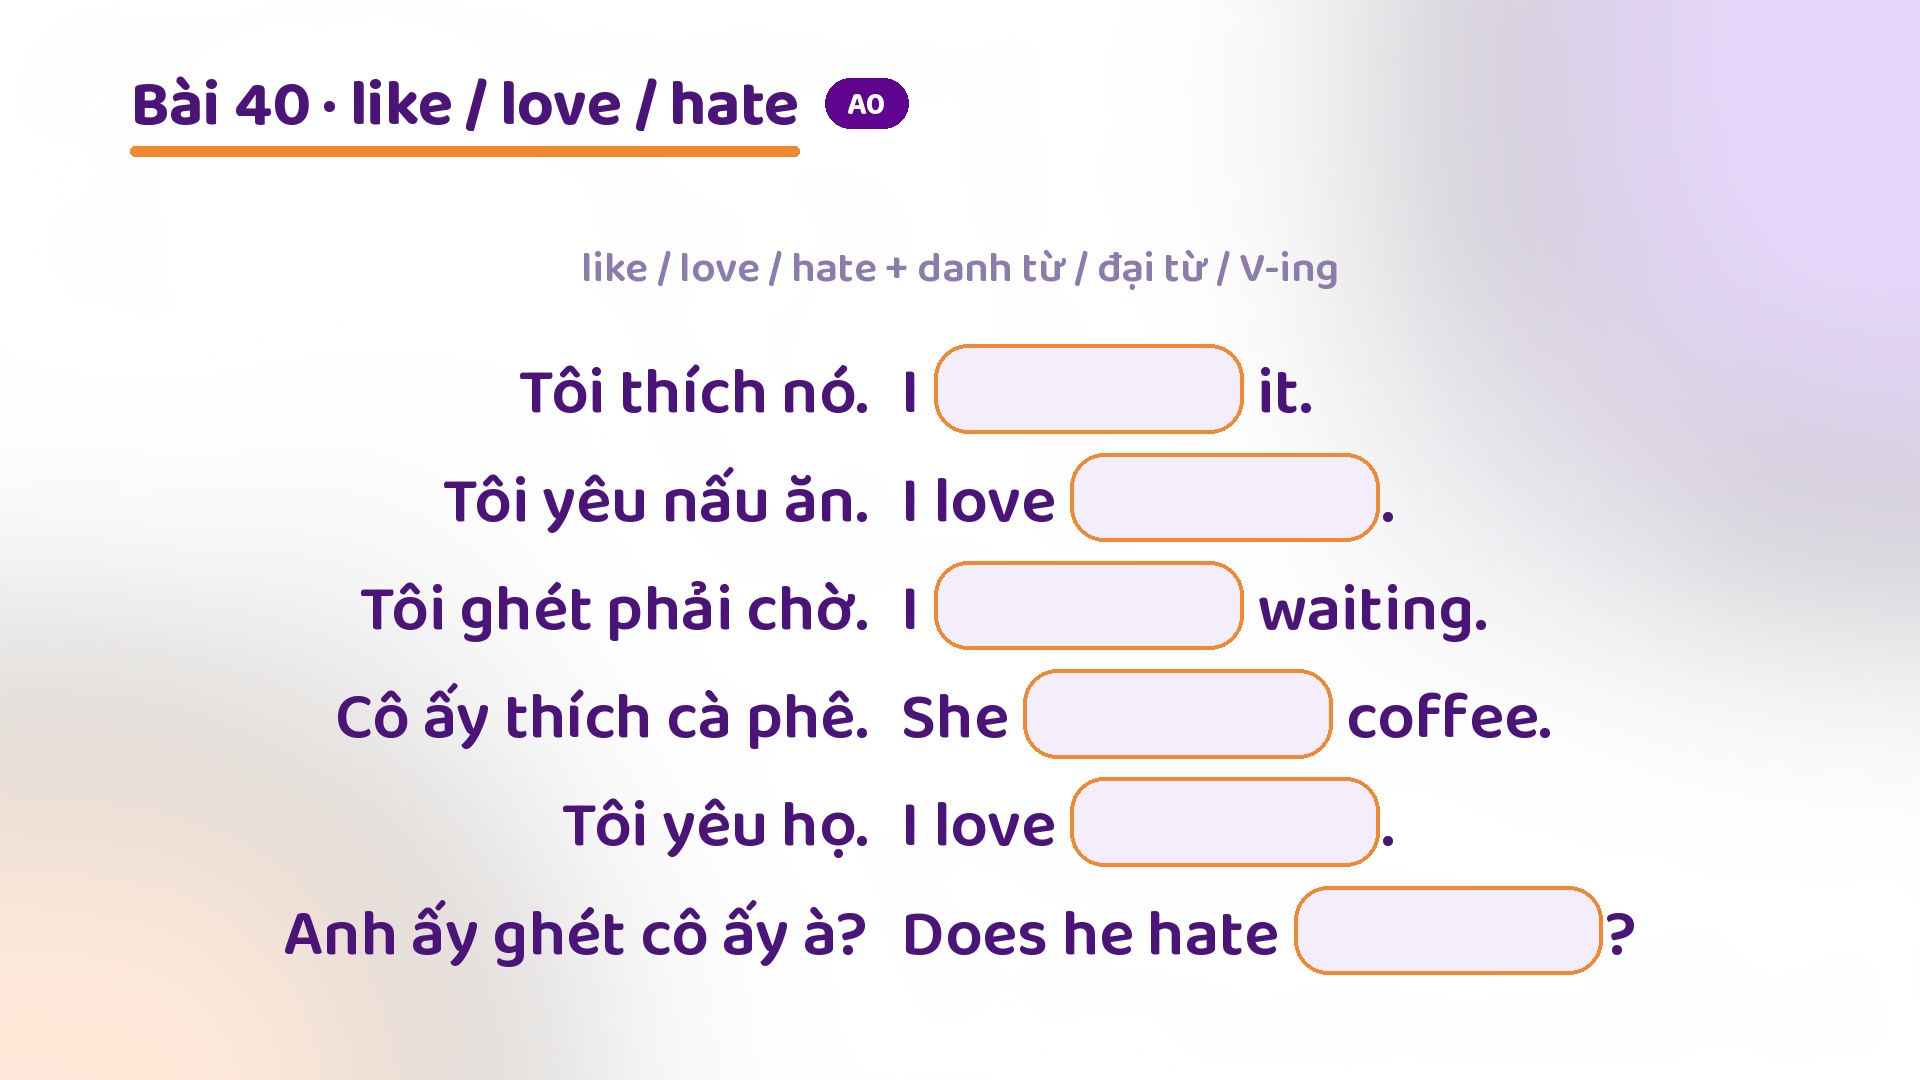 Bài 40 · like / love / hate A0
like / love / hate + danh từ / đại từ / V-ing
Tôi thích nó. I it.
Tôi yêu nấu ăn. I love .
Tôi ghét phải chờ. I waiting.
Cô ấy thích cà phê. She coffee.
Tôi yêu họ. I love .
Anh ấy ghét cô ấy à? Does he hate ?